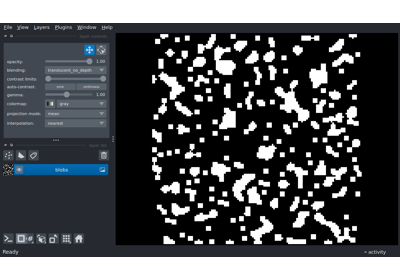 File View Layers Plugins Window Help
opacity: 1.00
blending: translucent_no_depth
contrast limits:
auto-contrast: once continuous
gamma: 1.00
colormap: gray
projection mode: mean
interpolation: nearest
blobs
Ready activity